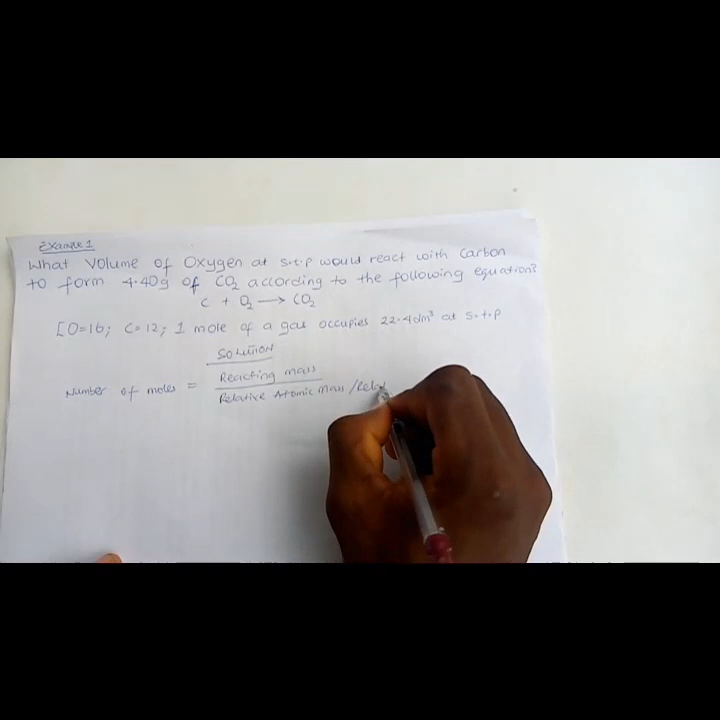 Example 1
What Volume of Oxygen at s.t.p would react with Carbon
to form 4.40g of CO₂ according to the following equation?
C + O₂ → CO₂
[O=16; C=12; 1 mole of a gas occupies 22.4dm³ at s.t.p
Solution
Number of moles = Reacting mass
Relative Atomic Mass /Relat